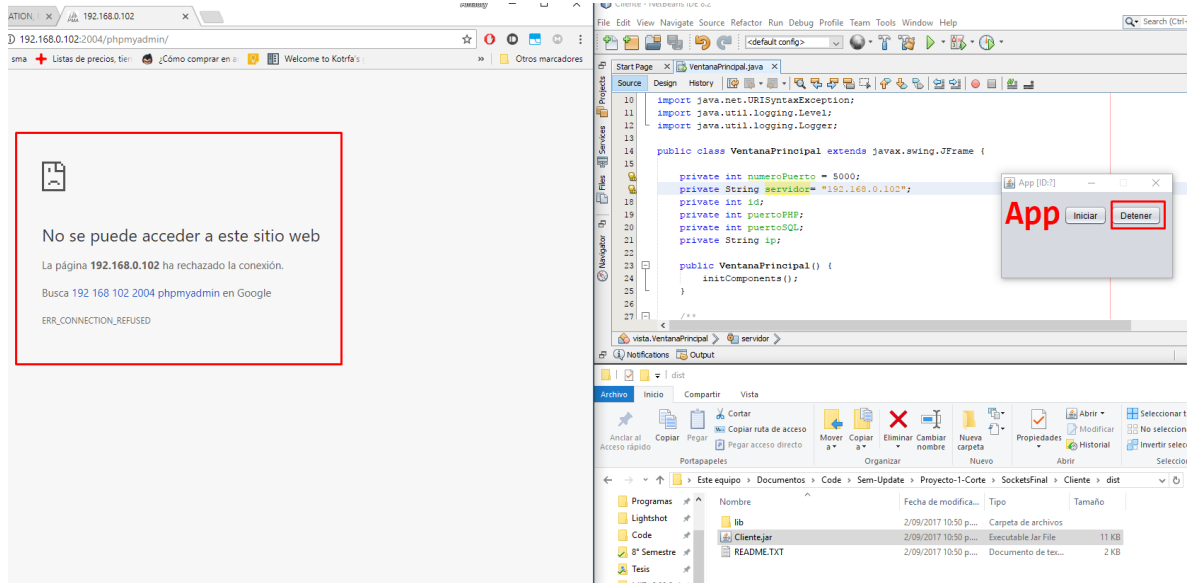 ATION, I
192.168.0.102
192.168.0.102:2004/phpmyadmin/
sma
Listas de precios, tien
¿Cómo comprar en a
Welcome to Kotrfa's
»
Otros marcadores
No se puede acceder a este sitio web
La página 192.168.0.102 ha rechazado la conexión.
Busca 192 168 102 2004 phpmyadmin en Google
ERR_CONNECTION_REFUSED
Cliente - NetBeans IDE 8.2
File Edit View Navigate Source Refactor Run Debug Profile Team Tools Window Help
Search (Ctrl+
<default config>
Start Page
VentanaPrincipal.java
Source Design History
Projects
Services
Files
Navigator
10 import java.net.URISyntaxException;
11 import java.util.logging.Level;
12 import java.util.logging.Logger;
13
14 public class VentanaPrincipal extends javax.swing.JFrame {
15
private int numeroPuerto = 5000;
private String servidor= "192.168.0.102";
18 private int id;
19 private int puertoPHP;
20 private int puertoSQL;
21 private String ip;
22
23 public VentanaPrincipal() {
24 initComponents();
25 }
26
27 /**
App [ID:?]
App
Iniciar
Detener
vista.VentanaPrincipal
servidor
Notifications
Output
dist
Archivo Inicio Compartir Vista
Anclar al
Acceso rápido
Copiar
Pegar
Cortar
Copiar ruta de acceso
Pegar acceso directo
Portapapeles
Mover a
Copiar a
Eliminar
Cambiar nombre
Organizar
Nueva carpeta
Nuevo
Propiedades
Abrir
Modificar
Historial
Abrir
Seleccionar t
No seleccion
Invertir selec
Seleccion
Este equipo > Documentos > Code > Sem-Update > Proyecto-1-Corte > SocketsFinal > Cliente > dist
Programas
Lightshot
Code
8° Semestre
Tesis
Nombre Fecha de modifica... Tipo Tamaño
lib 2/09/2017 10:50 p.... Carpeta de archivos
Cliente.jar 2/09/2017 10:50 p.... Executable Jar File 11 KB
README.TXT 2/09/2017 10:50 p.... Documento de tex... 2 KB